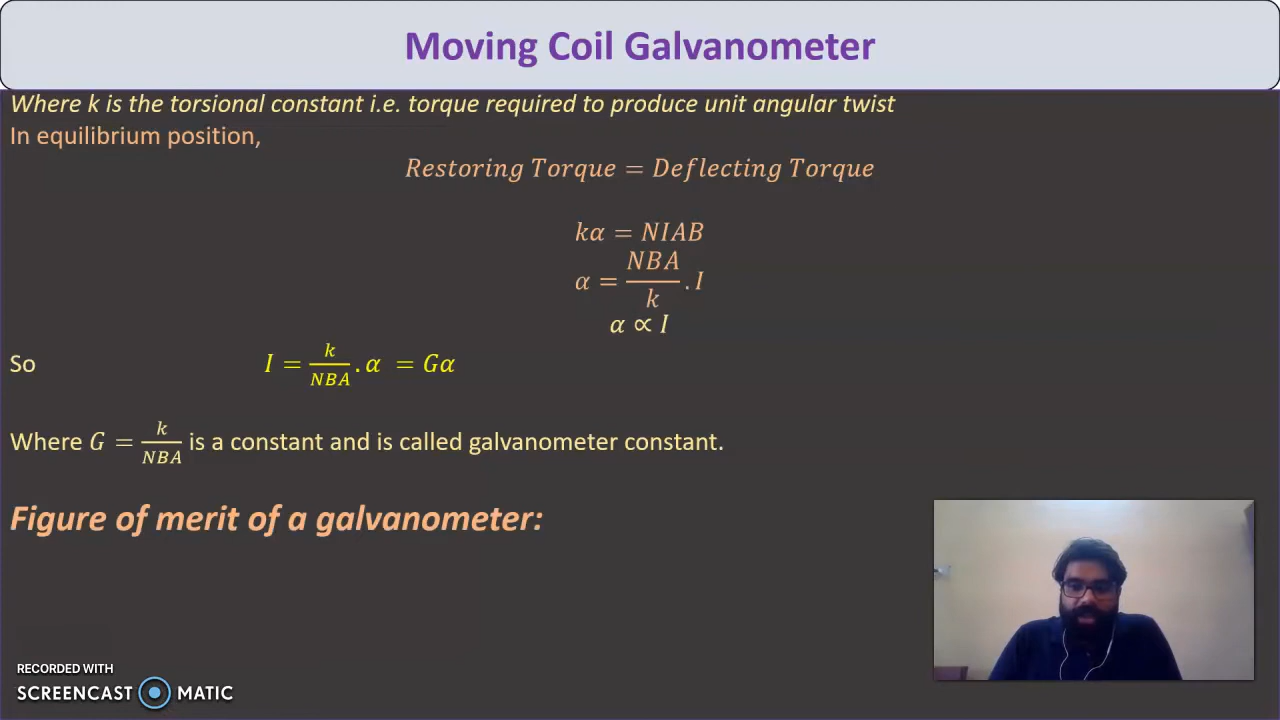 Moving Coil Galvanometer
Where k is the torsional constant i.e. torque required to produce unit angular twist
In equilibrium position,
Restoring Torque = Deflecting Torque
kα = NIAB
α = NBA/k . I
α ∝ I
So I = k/NBA . α = Gα
Where G = k/NBA is a constant and is called galvanometer constant.
Figure of merit of a galvanometer:
RECORDED WITH
SCREENCAST MATIC